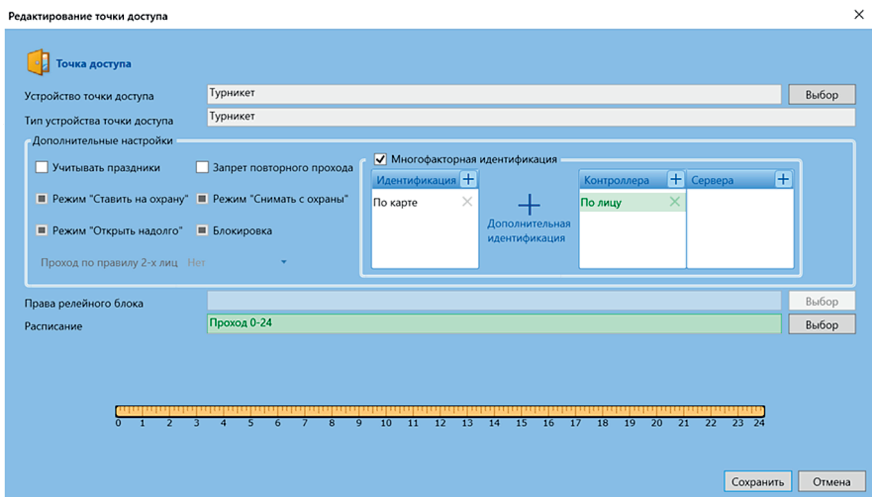 Редактирование точки доступа
Точка доступа
Устройство точки доступа Турникет Выбор
Тип устройства точки доступа Турникет
Дополнительные настройки
Учитывать праздники Запрет повторного прохода Многофакторная идентификация
Идентификация Контроллера Сервера
Режим "Ставить на охрану" Режим "Снимать с охраны" По карте По лицу
Дополнительная
идентификация
Режим "Открыть надолго" Блокировка
Проход по правилу 2-х лиц Нет
Права релейного блока Выбор
Расписание Проход 0-24 Выбор
0 1 2 3 4 5 6 7 8 9 10 11 12 13 14 15 16 17 18 19 20 21 22 23 24
Сохранить Отмена